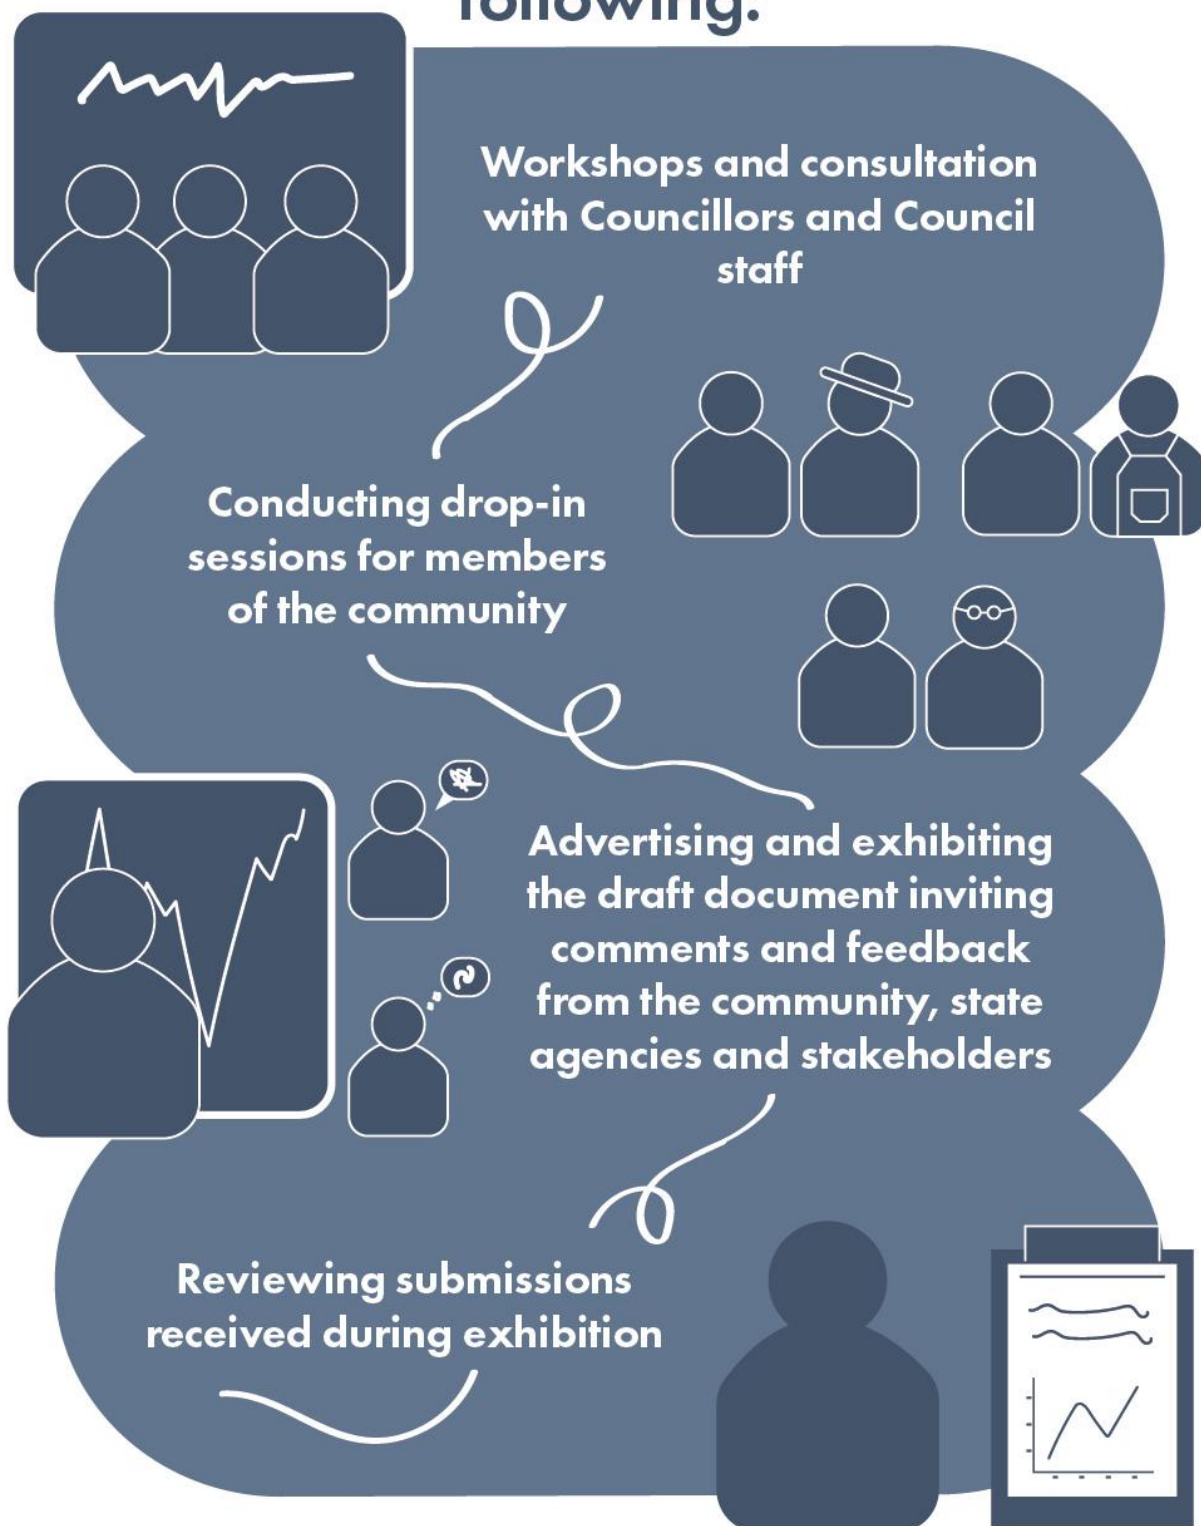 following:
Workshops and consultation
with Councillors and Council
staff
Conducting drop-in
sessions for members
of the community
Advertising and exhibiting
the draft document inviting
comments and feedback
from the community, state
agencies and stakeholders
Reviewing submissions
received during exhibition